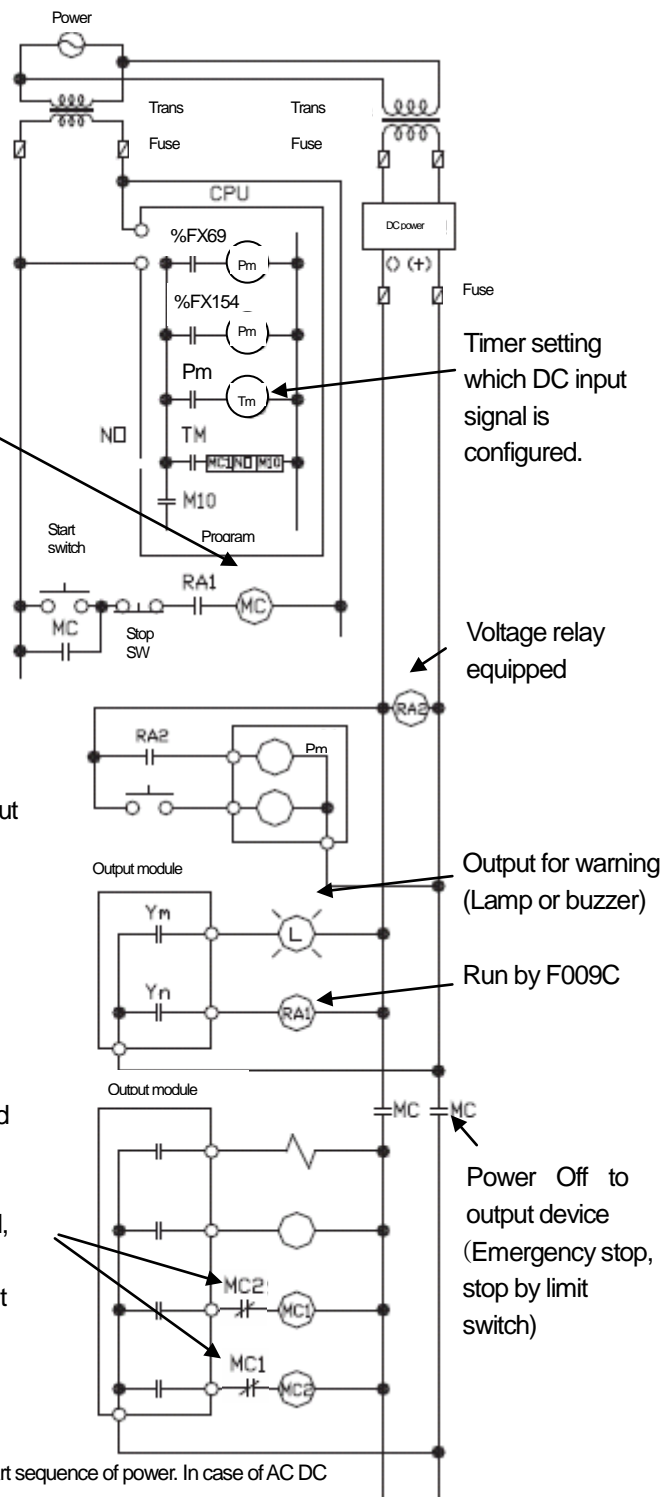 Power
Trans
Trans
Fuse
Fuse
CPU
DC power
%FX69
Pm
() (+)
Fuse
%FX154
Pm
Timer setting
which DC input
signal is
configured.
Pm
Tm
TM
MC1 M10
M10
Program
Start
switch
RA1
MC
MC
Stop
SW
Voltage relay
equipped
RA2
RA2
Pm
ut
Output module
Output for warning
(Lamp or buzzer)
Ym
L
Yn
RA1
Run by F009C
Output module
d
MC
MC
Power Off to
output device
(Emergency stop,
stop by limit
switch)
l,
t
MC2
MC1
MC1
MC2
rt sequence of power. In case of AC DC